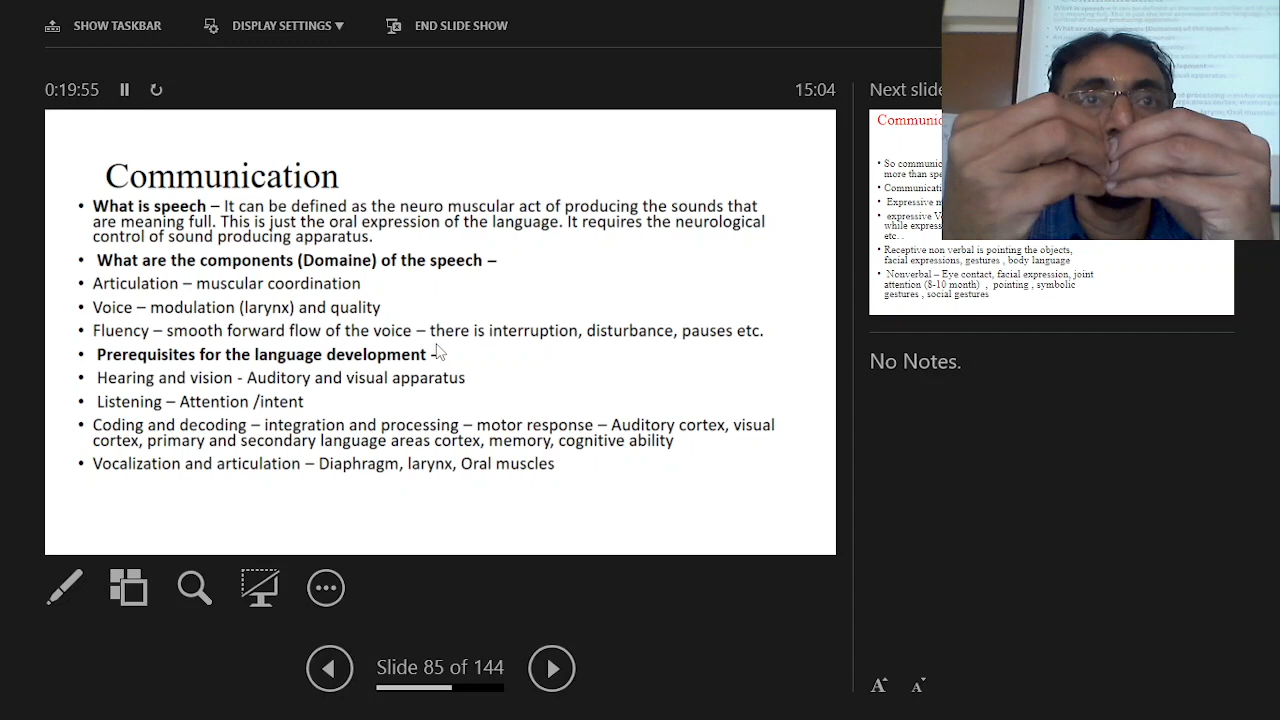 SHOW TASKBAR
DISPLAY SETTINGS
END SLIDE SHOW
0:19:55
15:04
Next slide
Communication
• What is speech – It can be defined as the neuro muscular act of producing the sounds that
are meaning full. This is just the oral expression of the language. It requires the neurological
control of sound producing apparatus.
• What are the components (Domaine) of the speech –
• Articulation – muscular coordination
• Voice – modulation (larynx) and quality
• Fluency – smooth forward flow of the voice – there is interruption, disturbance, pauses etc.
• Prerequisites for the language development -
• Hearing and vision - Auditory and visual apparatus
• Listening – Attention /intent
• Coding and decoding – integration and processing – motor response – Auditory cortex, visual
cortex, primary and secondary language areas cortex, memory, cognitive ability
• Vocalization and articulation – Diaphragm, larynx, Oral muscles
• So
more than
•
• Expressive
• expressive
while
etc. .
• Receptive non verbal is pointing the objects,
facial expressions, gestures , body language
• Nonverbal – Eye contact, facial expression, joint
attention (8-10 month) , pointing , symbolic
gestures , social gestures
No Notes.
Slide 85 of 144
A A